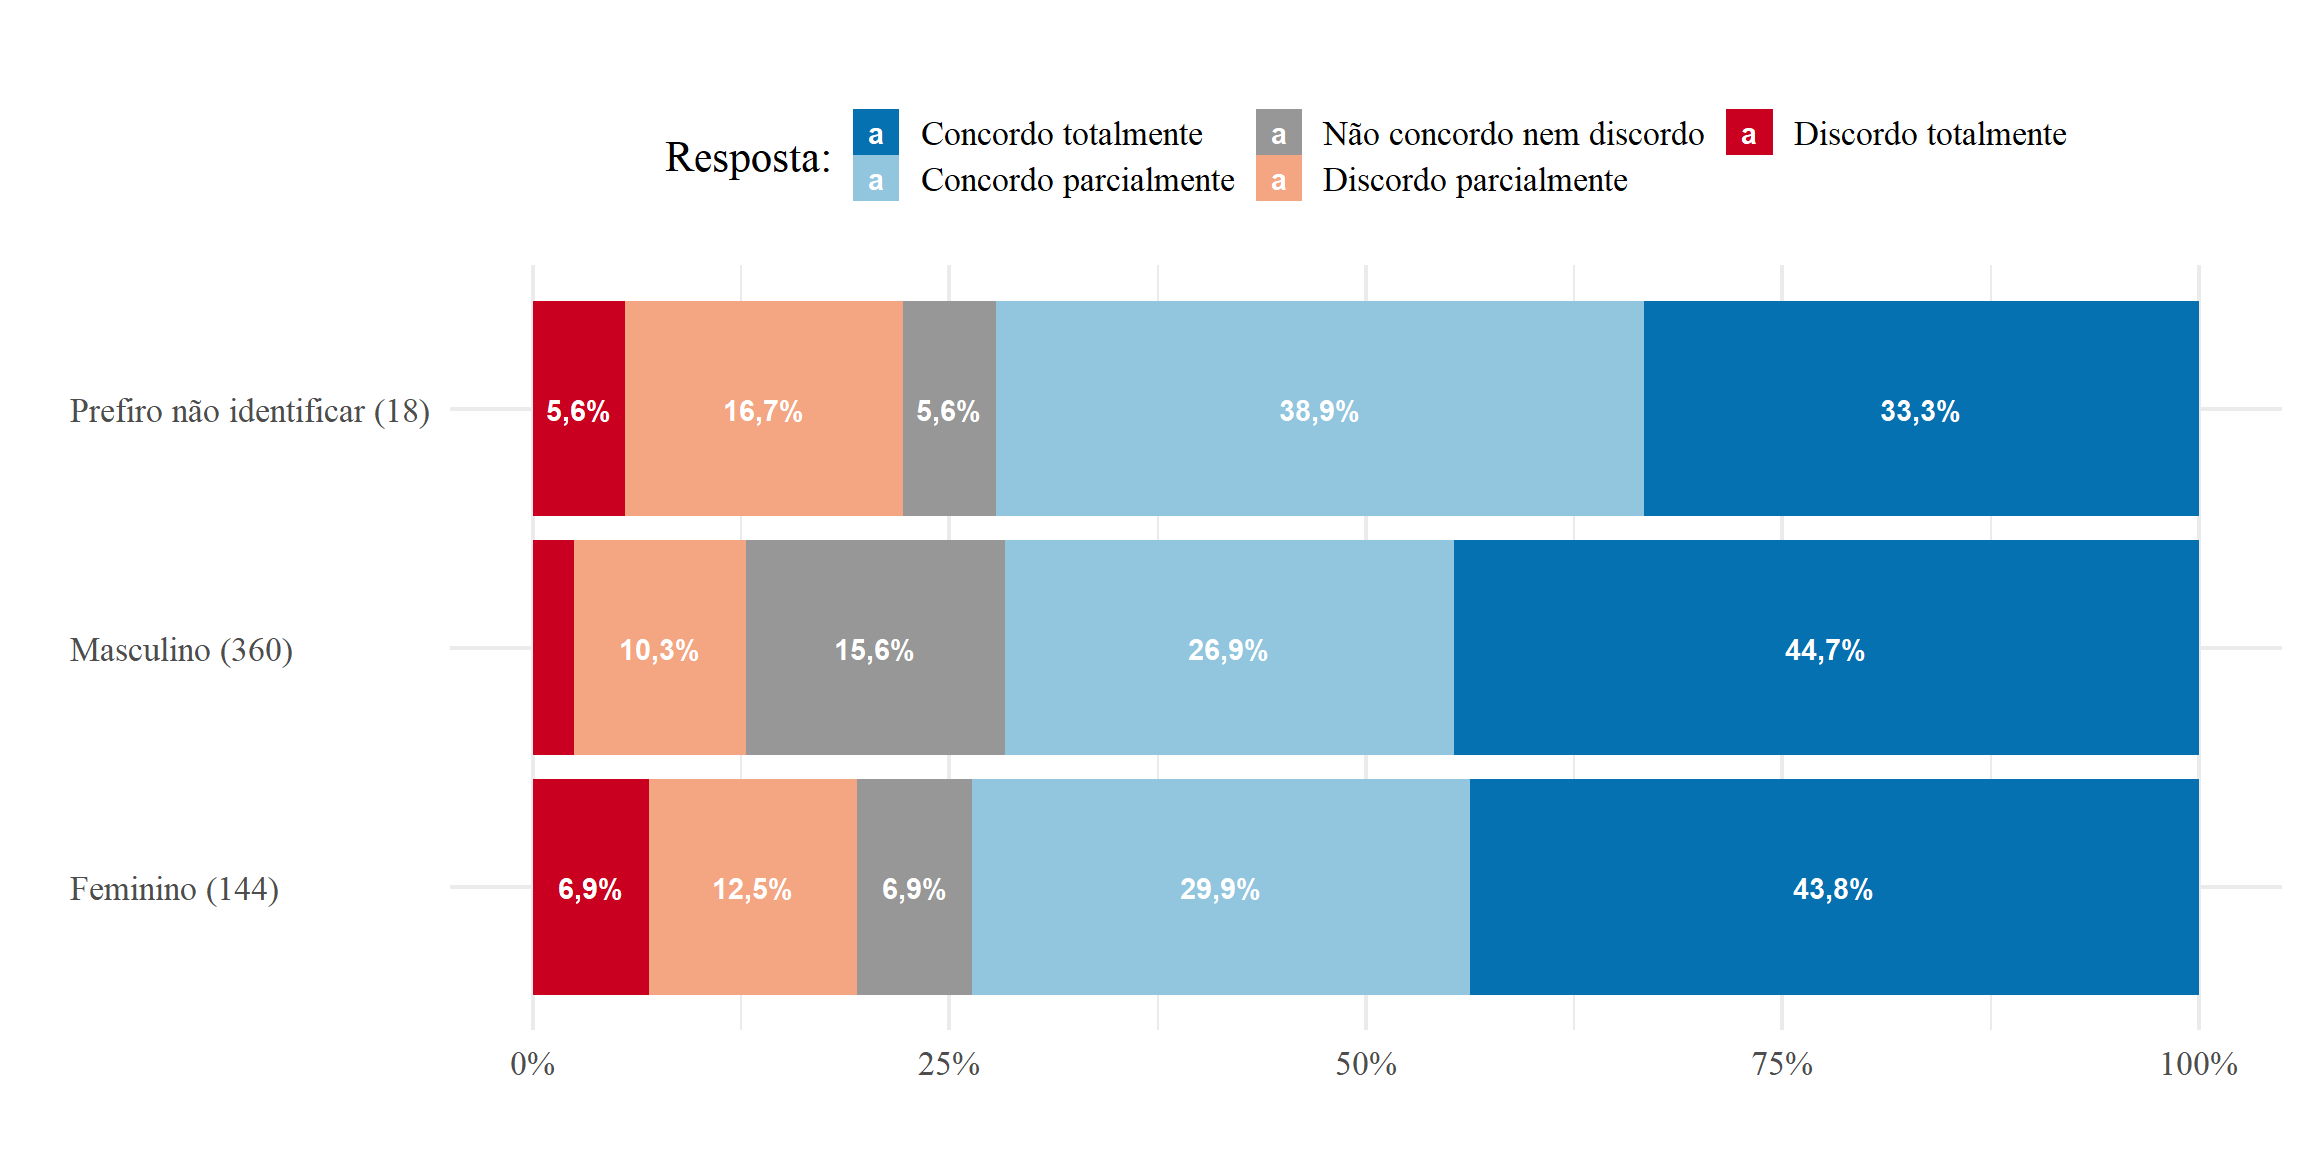 Resposta:
a Concordo totalmente a Não concordo nem discordo a Discordo totalmente
a Concordo parcialmente a Discordo parcialmente
Prefiro não identificar (18) 5,6% 16,7% 5,6% 38,9% 33,3%
Masculino (360) 10,3% 15,6% 26,9% 44,7%
Feminino (144) 6,9% 12,5% 6,9% 29,9% 43,8%
0% 25% 50% 75% 100%